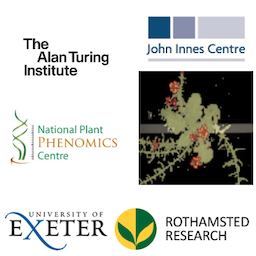 The
Alan Turing
Institute
John Innes Centre
National Plant
PHENOMICS
Centre
UNIVERSITY OF
EXETER
ROTHAMSTED
RESEARCH